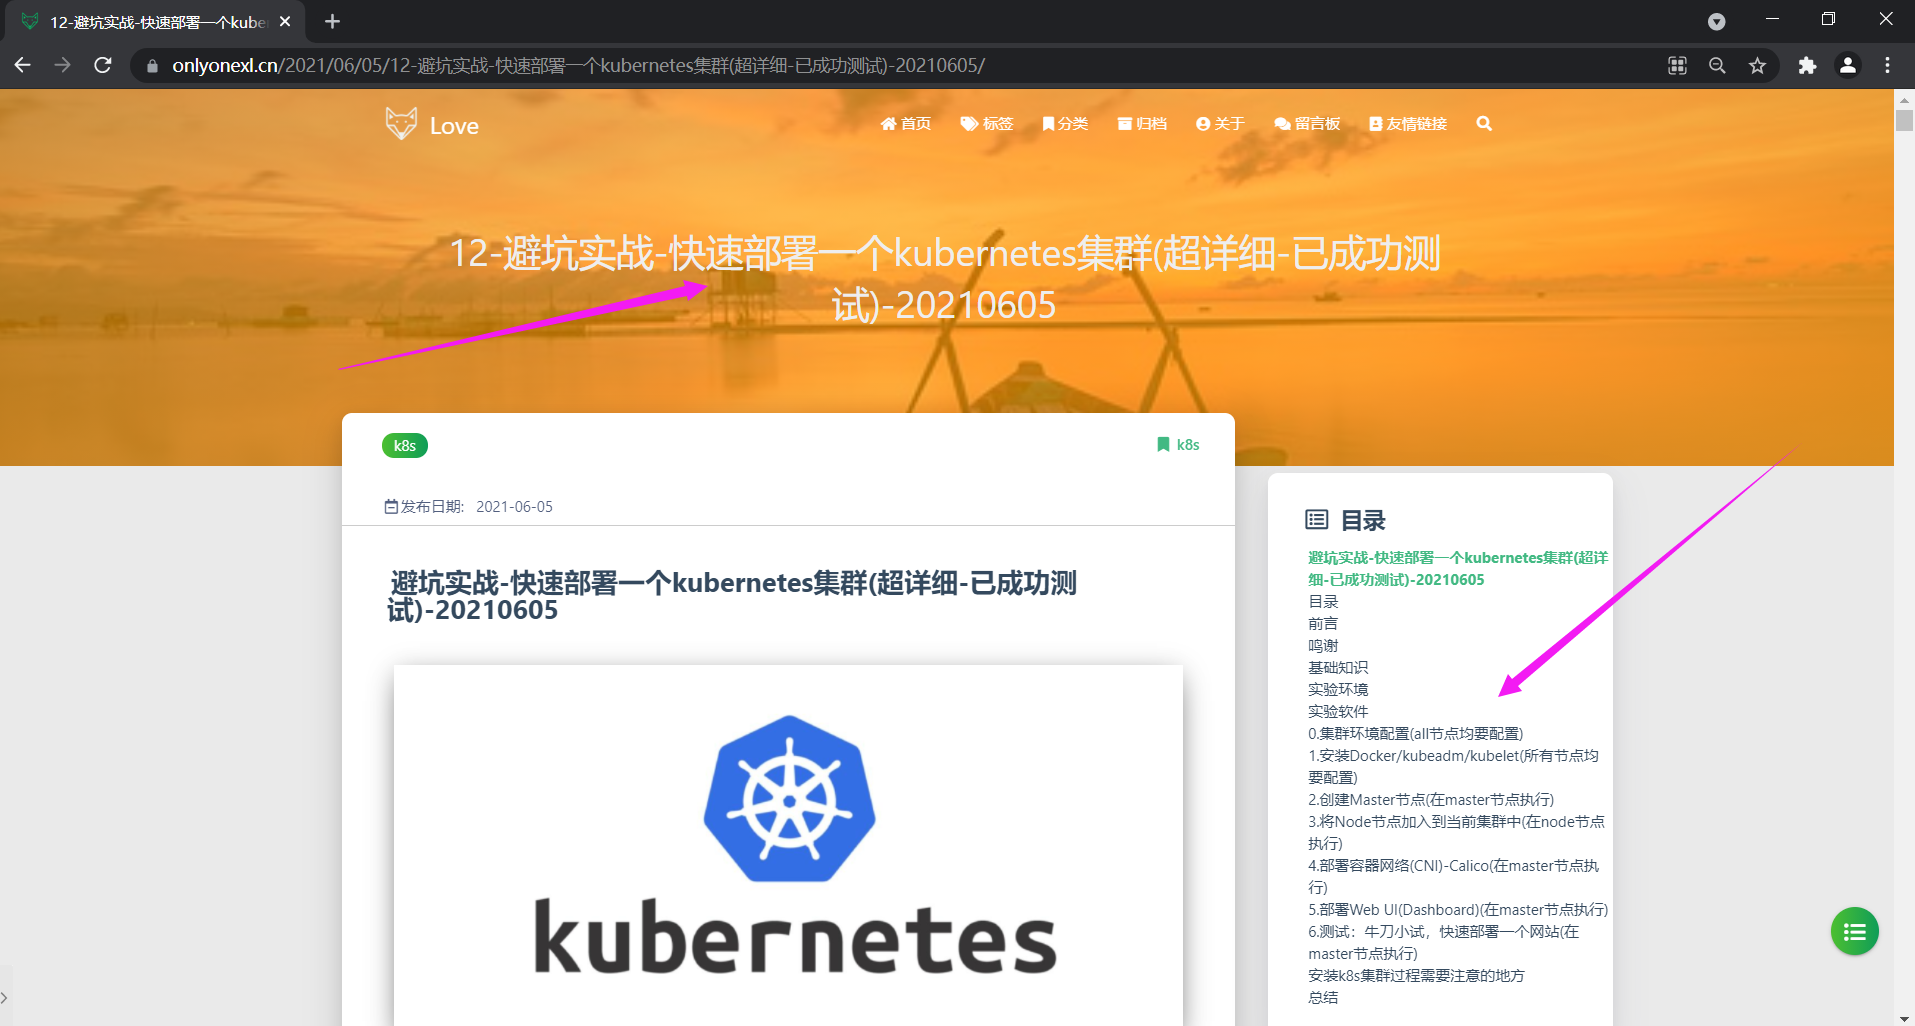 12-避坑实战-快速部署一个kube
onlyonexl.cn/2021/06/05/12-避坑实战-快速部署一个kubernetes集群(超详细-已成功测试)-20210605/
Love
首页
标签
分类
归档
关于
留言板
友情链接
12-避坑实战-快速部署一个kubernetes集群(超详细-已成功测
试)-20210605
k8s
k8s
发布日期: 2021-06-05
避坑实战-快速部署一个kubernetes集群(超详细-已成功测
试)-20210605
kubernetes
目录
避坑实战-快速部署一个kubernetes集群(超详
细-已成功测试)-20210605
目录
前言
鸣谢
基础知识
实验环境
实验软件
0.集群环境配置(all节点均要配置)
1.安装Docker/kubeadm/kubelet(所有节点均
要配置)
2.创建Master节点(在master节点执行)
3.将Node节点加入到当前集群中(在node节点
执行)
4.部署容器网络(CNI)-Calico(在master节点执
行)
5.部署Web UI(Dashboard)(在master节点执行)
6.测试：牛刀小试，快速部署一个网站(在
master节点执行)
安装k8s集群过程需要注意的地方
总结